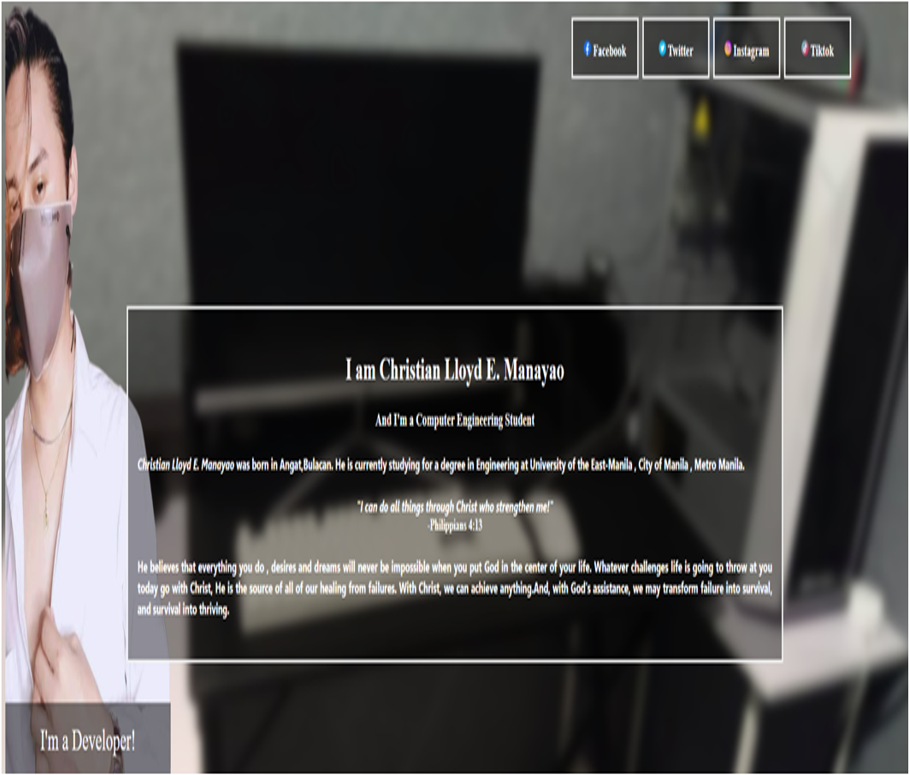 Facebook
Twitter
Instagram
Tiktok
I am Christian Lloyd E. Manayao
And I'm a Computer Engineering Student
Christian Lloyd E. Manayao was born in Angat,Bulacan. He is currently studying for a degree in Engineering at University of the East-Manila , City of Manila , Metro Manila.
"I can do all things through Christ who strengthen me!"
-Philippians 4:13
He believes that everything you do , desires and dreams will never be impossible when you put God in the center of your life. Whatever challenges life is going to throw at you
today go with Christ, He is the source of all of our healing from failures. With Christ, we can achieve anything.And, with God's assistance, we may transform failure into survival,
and survival into thriving.
I'm a Developer!